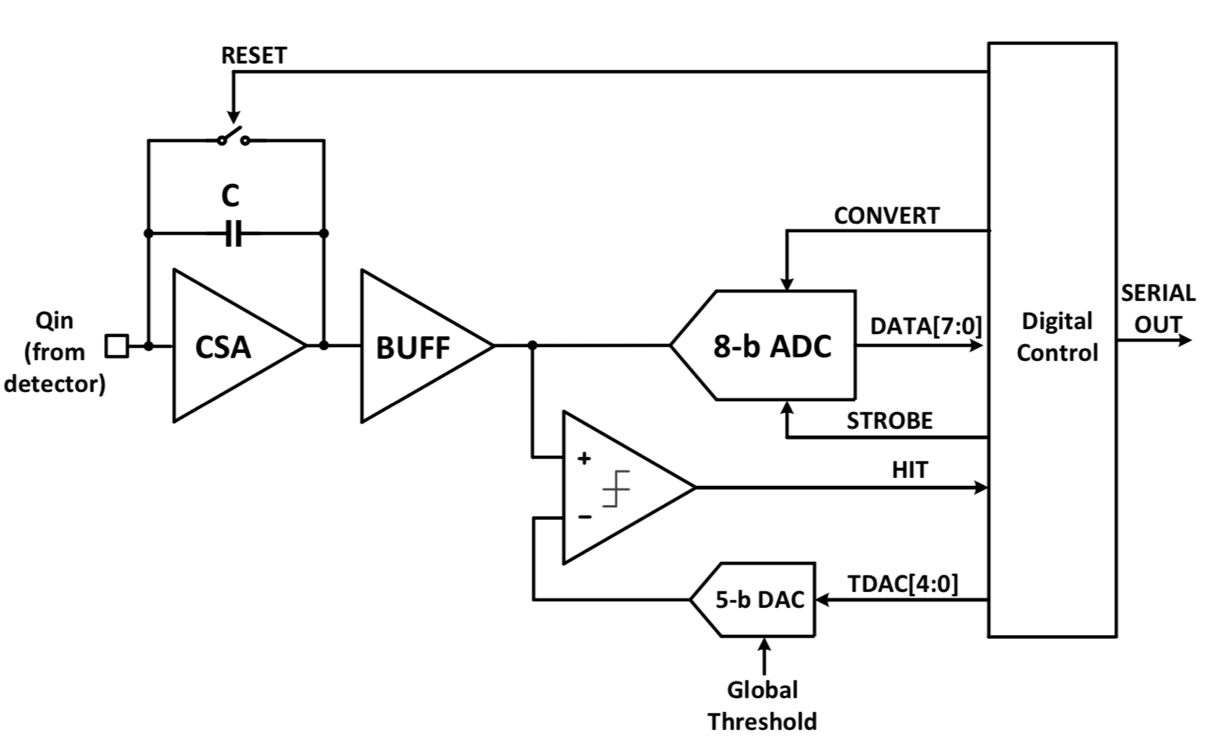 RESET
C
CONVERT
SERIAL
OUT
Qin
(from
detector)
CSA
BUFF
8-b ADC
DATA[7:0]
Digital
Control
STROBE
HIT
+
−
5-b DAC
TDAC[4:0]
Global
Threshold